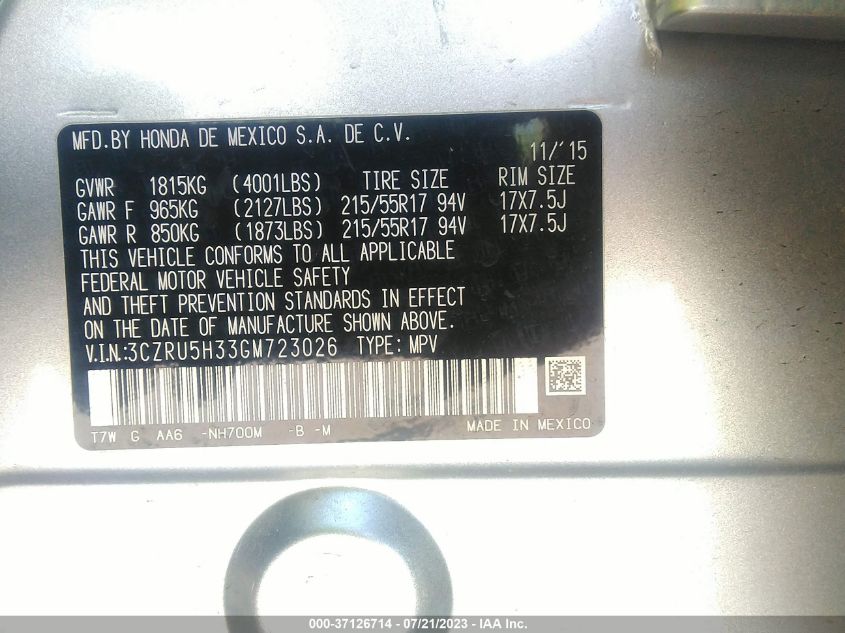 MFD.BY HONDA DE MEXICO S.A. DE C.V.
11/'15
GVWR 1815KG (4001LBS) TIRE SIZE RIM SIZE
GAWR F 965KG (2127LBS) 215/55R17 94V 17X7.5J
GAWR R 850KG (1873LBS) 215/55R17 94V 17X7.5J
THIS VEHICLE CONFORMS TO ALL APPLICABLE
FEDERAL MOTOR VEHICLE SAFETY
AND THEFT PREVENTION STANDARDS IN EFFECT
ON THE DATE OF MANUFACTURE SHOWN ABOVE.
V.I.N.:3CZRU5H33GM723026 TYPE: MPV
T7W G AA6 -NH700M -B -M MADE IN MEXICO
000-37126714 / 07/21/2023 - IAA Inc.